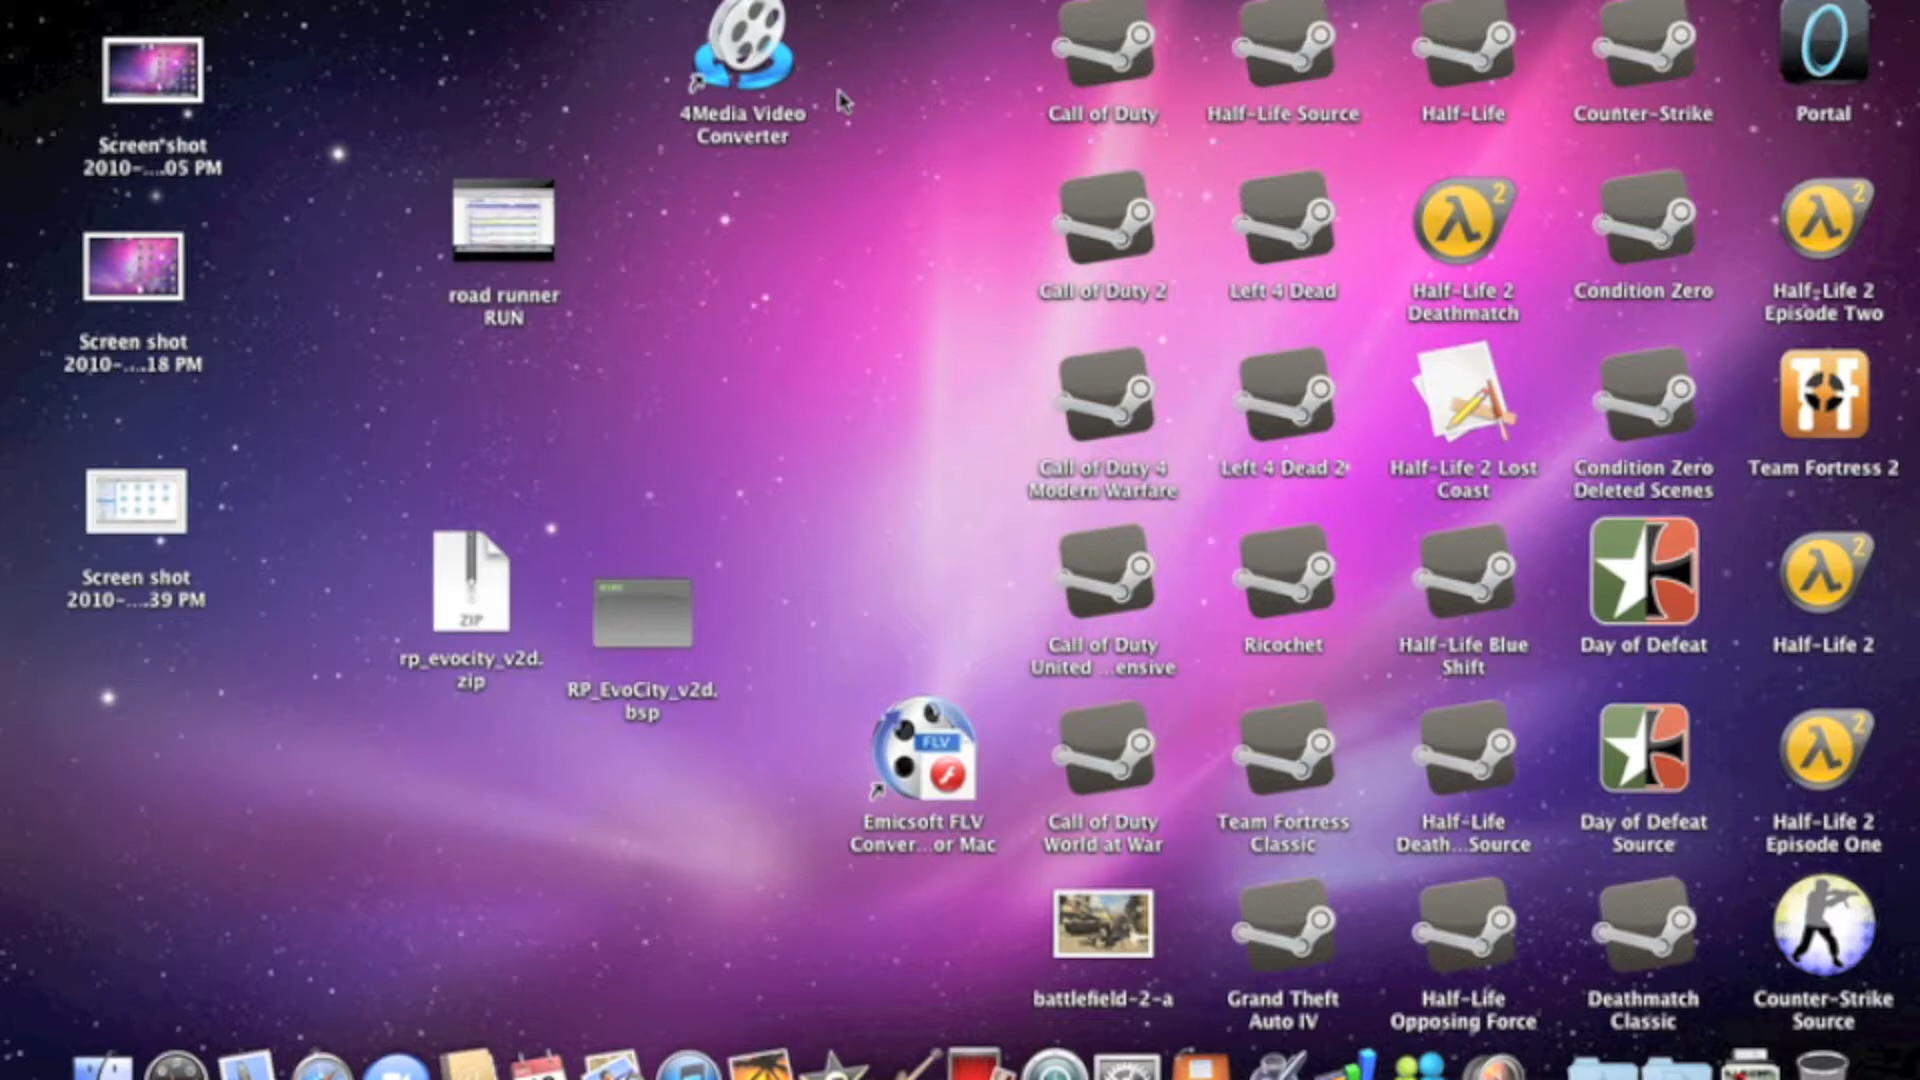 Screen shot
2010-....05 PM
Screen shot
2010-....18 PM
Screen shot
2010-....39 PM
road runner
RUN
ZIP
rp_evocity_v2d.
zip
RP_EvoCity_v2d.
bsp
4Media Video
Converter
FLV
Emicsoft FLV
Conver...or Mac
Call of Duty
Half-Life Source
Half-Life
Counter-Strike
Portal
Call of Duty 2
Left 4 Dead
2
Half-Life 2
Deathmatch
Condition Zero
2
Half-Life 2
Episode Two
Call of Duty 4
Modern Warfare
Left 4 Dead 2
Half-Life 2 Lost
Coast
Condition Zero
Deleted Scenes
Team Fortress 2
Call of Duty
United ...ensive
Ricochet
Half-Life Blue
Shift
Day of Defeat
2
Half-Life 2
Call of Duty
World at War
Team Fortress
Classic
Half-Life
Death...Source
Day of Defeat
Source
2
Half-Life 2
Episode One
battlefield-2-a
Grand Theft
Auto IV
Half-Life
Opposing Force
Deathmatch
Classic
Counter-Strike
Source